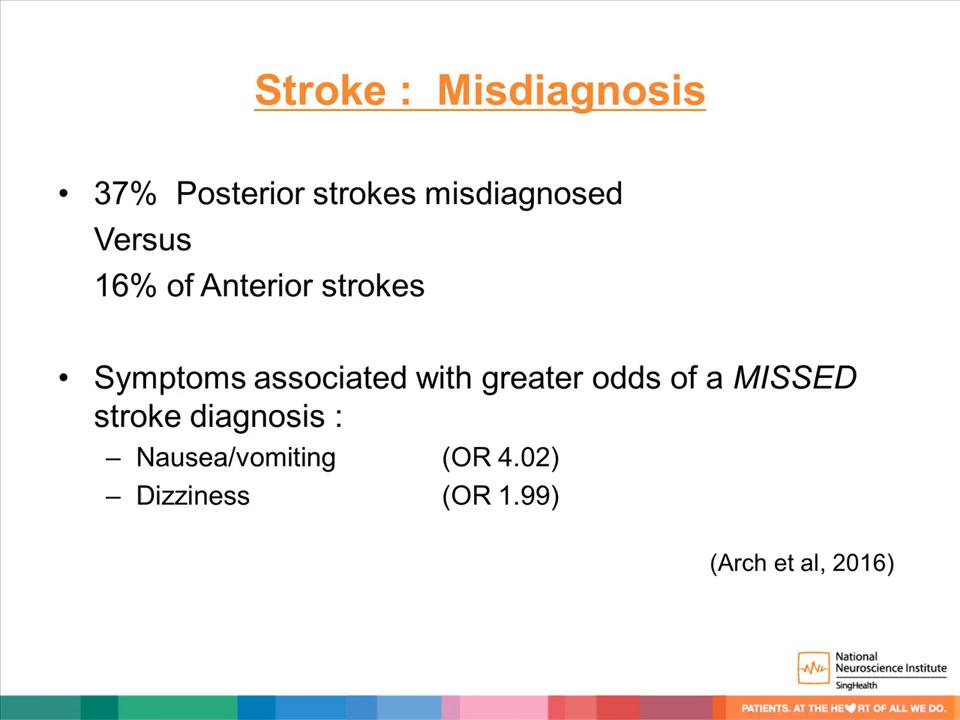 Stroke : Misdiagnosis
• 37% Posterior strokes misdiagnosed
Versus
16% of Anterior strokes
• Symptoms associated with greater odds of a MISSED
stroke diagnosis :
– Nausea/vomiting (OR 4.02)
– Dizziness (OR 1.99)
(Arch et al, 2016)
National
Neuroscience Institute
SingHealth
PATIENTS. AT THE HE♥RT OF ALL WE DO.